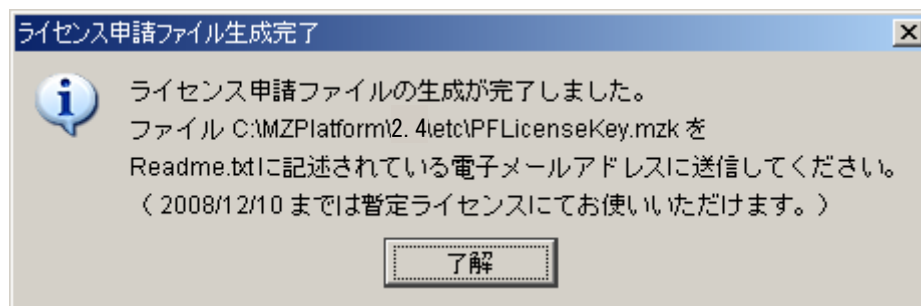 ライセンス申請ファイル生成完了
ライセンス申請ファイルの生成が完了しました。
ファイル C:\MZPlatform\2.4\etc\PFLicenseKey.mzk を
Readme.txtに記述されている電子メールアドレスに送信してください。
（2008/12/10 までは暫定ライセンスにてお使いいただけます。）
了解